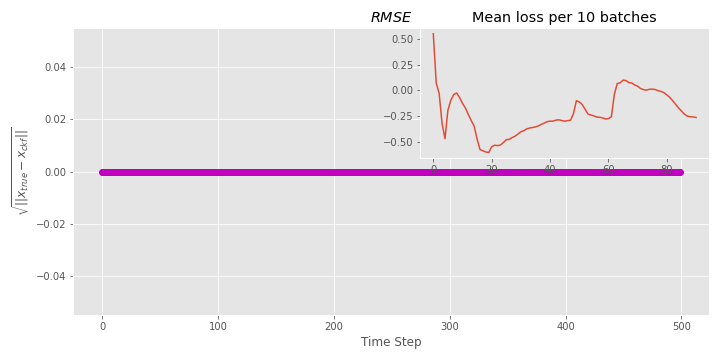 RMSE
Mean loss per 10 batches
0.50
0.25
0.00
−0.25
−0.50
0 20 40 60 80
0.04
0.02
0.00
−0.02
−0.04
√||x_true − x_ckf||
0 100 200 300 400 500
Time Step